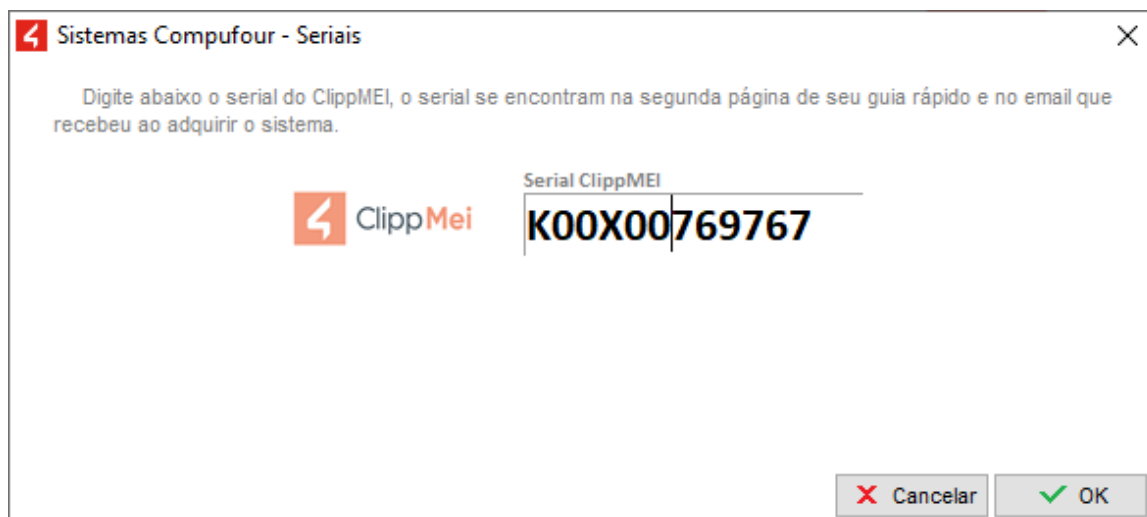 Sistemas Compufour - Seriais
Digite abaixo o serial do ClippMEI, o serial se encontram na segunda página de seu guia rápido e no email que
recebeu ao adquirir o sistema.
Serial ClippMEI
ClippMei
K00X00769767
Cancelar
OK